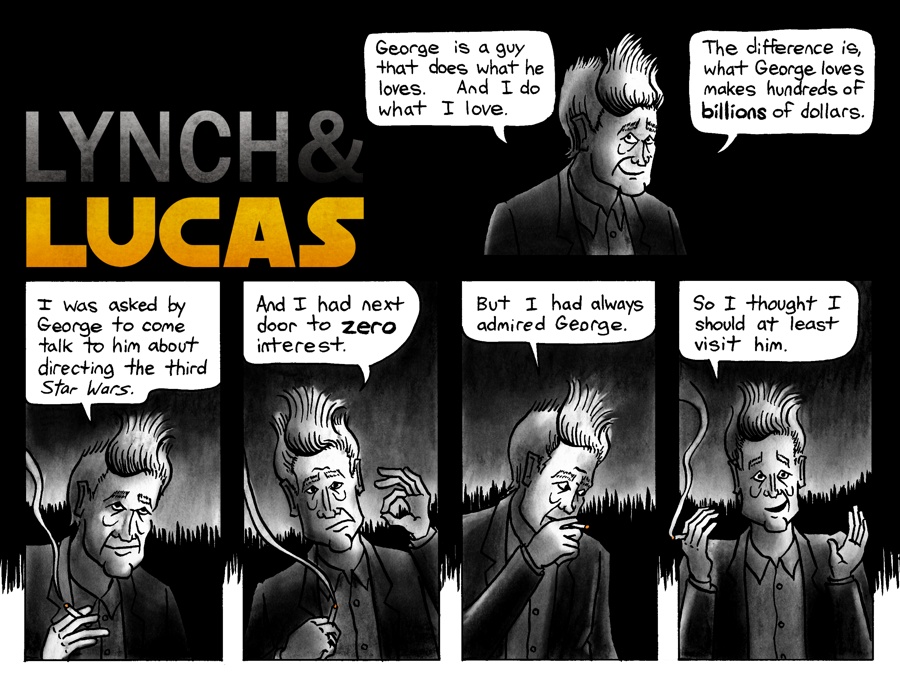 LYNCH &
LUCAS
George is a guy
that does what he
loves. And I do
what I love.
The difference is,
what George loves
makes hundreds of
billions of dollars.
I was asked by
George to come
talk to him about
directing the third
Star Wars.
And I had next
door to zero
interest.
But I had always
admired George.
So I thought I
should at least
visit him.